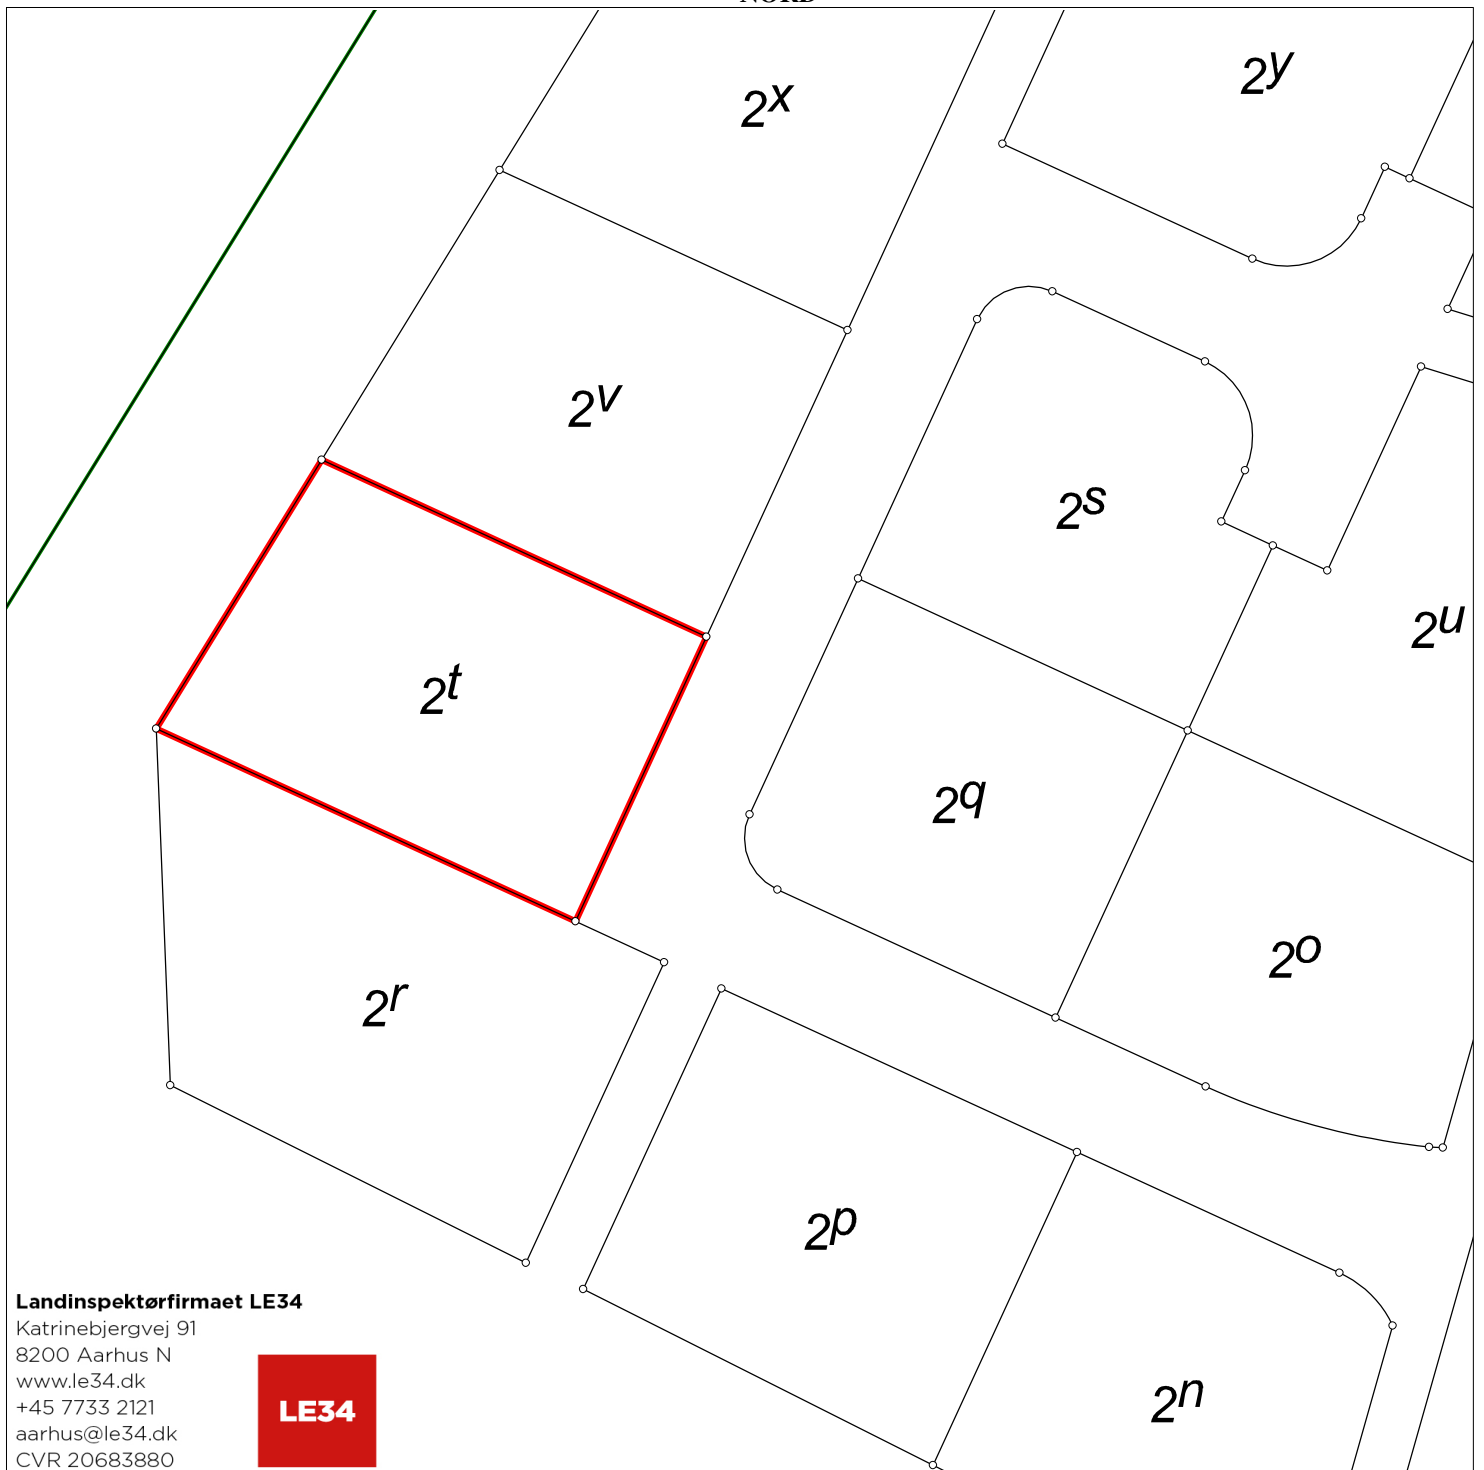 NORD
2y
2x
2v
2s
2u
2t
2q
2o
2r
2p
2n
Landinspektørfirmaet LE34
Katrinebjergvej 91
8200 Aarhus N
www.le34.dk
+45 7733 2121
aarhus@le34.dk
CVR 20683880
LE34